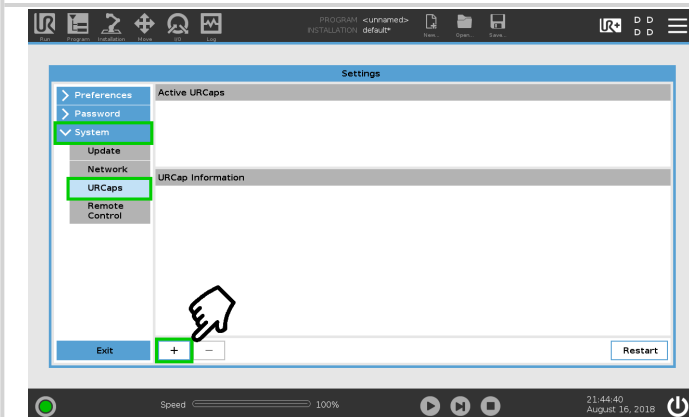 PROGRAM <unnamed>
INSTALLATION default*
Run Program Installation Move I/O Log
New... Open... Save...
UR+
D D
D D
Settings
Preferences
Password
System
Update
Network
URCaps
Remote
Control
Exit
Active URCaps
URCap Information
+ −
Restart
Speed 100%
21:44:40
August 16, 2018